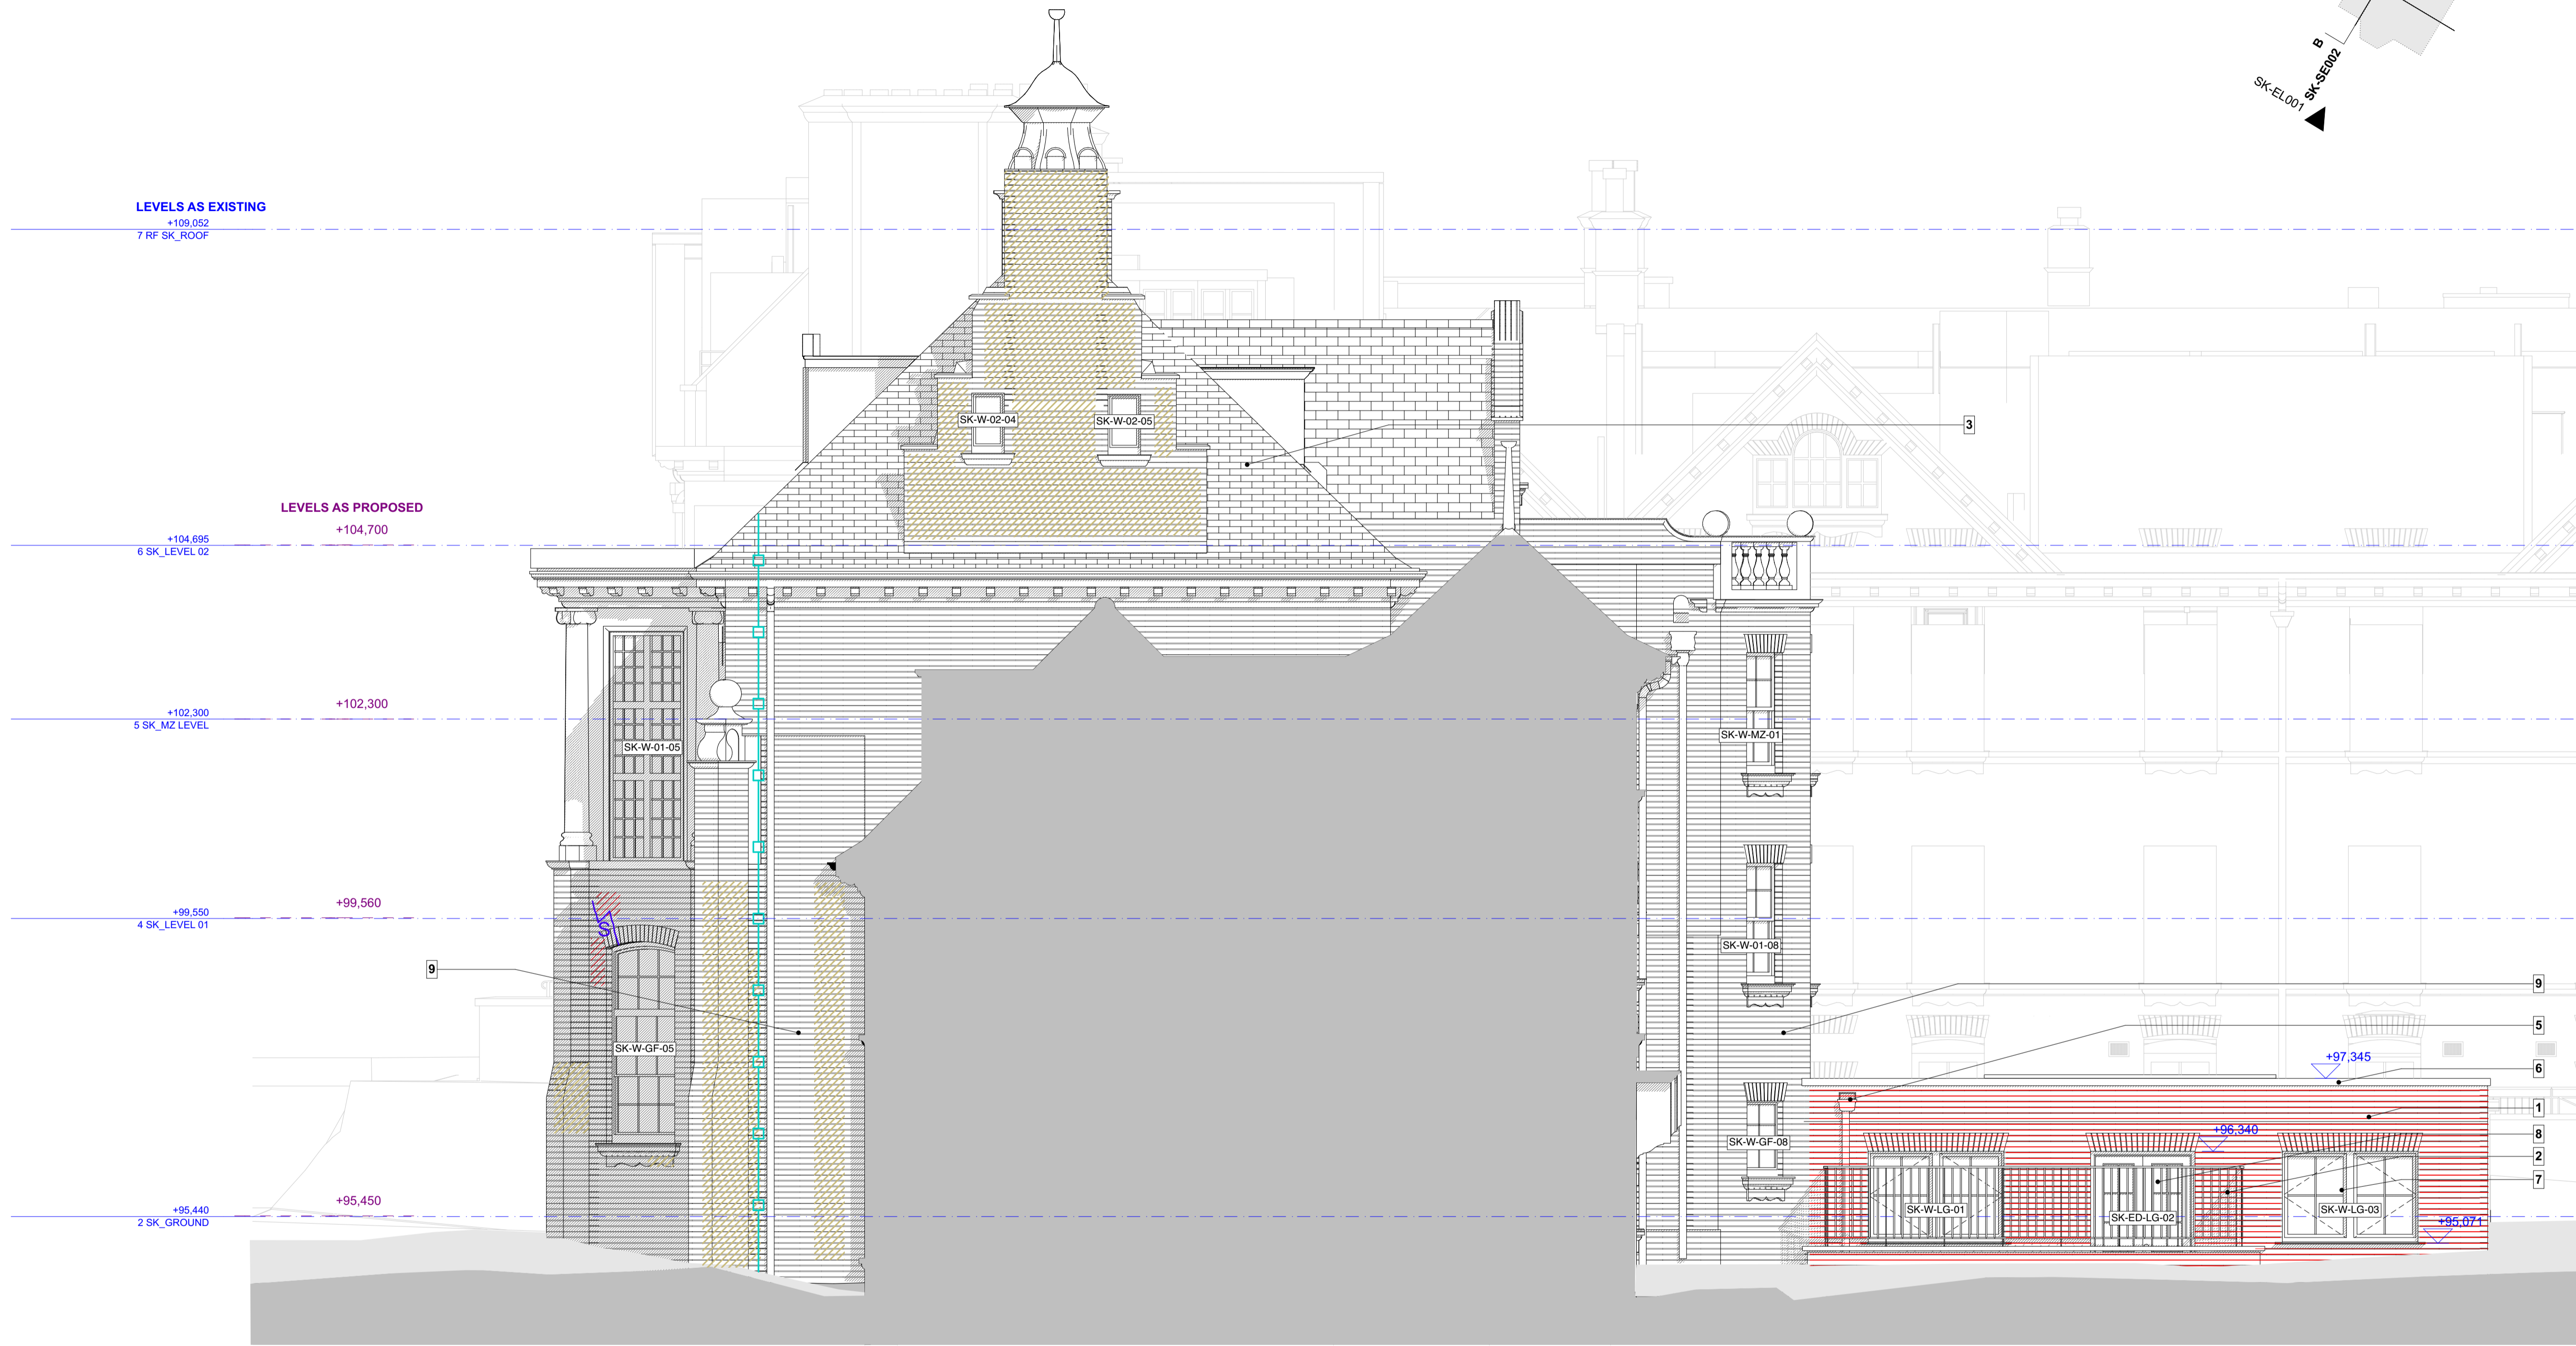 B
SK-SE002
SK-EL001
LEVELS AS EXISTING
+109,052
7 RF SK_ROOF
SK-W-02-04
SK-W-02-05
3
LEVELS AS PROPOSED
+104,700
+104,695
6 SK_LEVEL 02
+102,300
+102,300
5 SK_MZ LEVEL
SK-W-01-05
SK-W-MZ-01
+99,560
+99,550
4 SK_LEVEL 01
S
SK-W-01-08
9
9
5
SK-W-GF-05
+97,345
6
1
+96,340
8
SK-W-GF-08
2
7
+95,450
+95,440
2 SK_GROUND
SK-W-LG-01
SK-ED-LG-02
SK-W-LG-03
+95,071